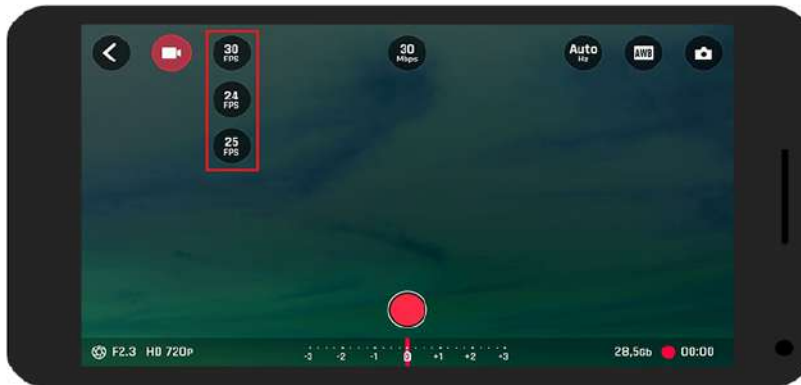 30
FPS
24
FPS
25
FPS
30
Mbps
Auto
Hz
AWB
F2.3 HD 720P
-3 -2 -1 0 +1 +2 +3
28,5Gb 00:00